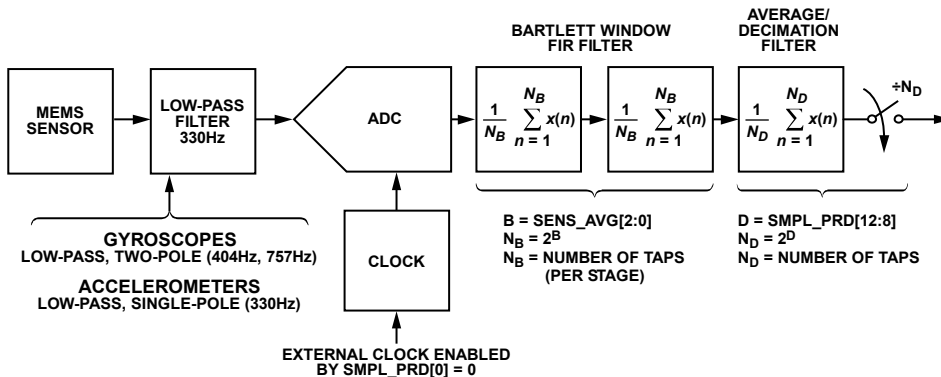 BARTLETT WINDOW
FIR FILTER
AVERAGE/
DECIMATION
FILTER
MEMS
SENSOR
LOW-PASS
FILTER
330Hz
ADC
1/N_B N_B ∑ n = 1 x(n)
1/N_B N_B ∑ n = 1 x(n)
1/N_D N_D ∑ n = 1 x(n)
÷N_D
GYROSCOPES
LOW-PASS, TWO-POLE (404Hz, 757Hz)
ACCELEROMETERS
LOW-PASS, SINGLE-POLE (330Hz)
CLOCK
EXTERNAL CLOCK ENABLED
BY SMPL_PRD[0] = 0
B = SENS_AVG[2:0]
N_B = 2^B
N_B = NUMBER OF TAPS
(PER STAGE)
D = SMPL_PRD[12:8]
N_D = 2^D
N_D = NUMBER OF TAPS